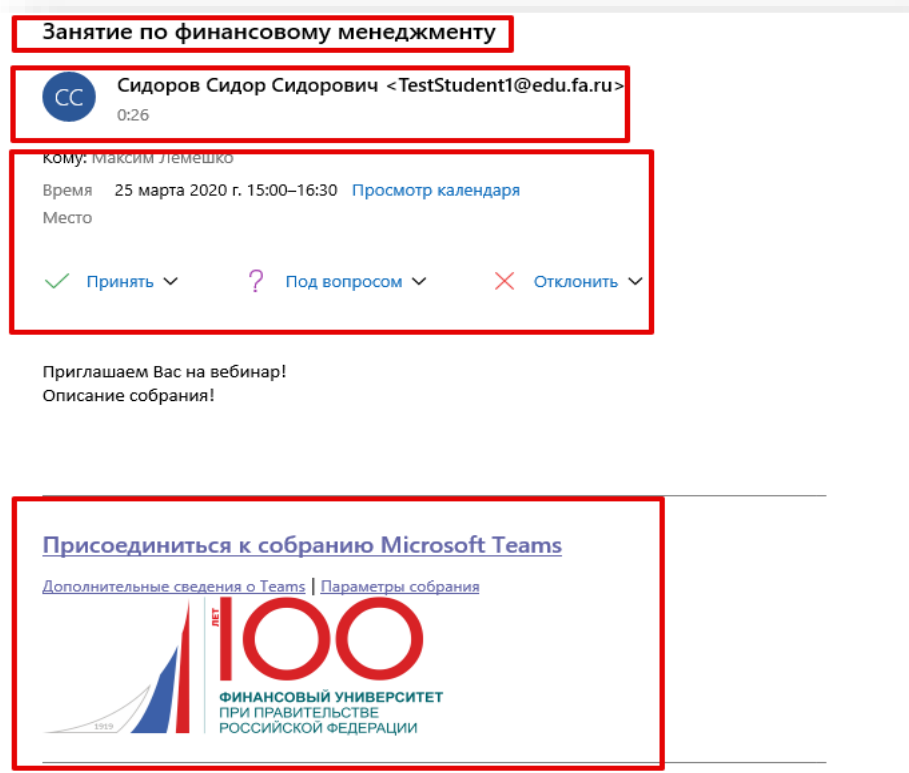 Занятие по финансовому менеджменту
СС
Сидоров Сидор Сидорович <TestStudent1@edu.fa.ru>
0:26
Кому: Максим Лемешко
Время 25 марта 2020 г. 15:00–16:30 Просмотр календаря
Место
Принять ? Под вопросом Отклонить
Приглашаем Вас на вебинар!
Описание собрания!
Присоединиться к собранию Microsoft Teams
Дополнительные сведения о Teams | Параметры собрания
ЛЕТ
100
ФИНАНСОВЫЙ УНИВЕРСИТЕТ
ПРИ ПРАВИТЕЛЬСТВЕ
РОССИЙСКОЙ ФЕДЕРАЦИИ
1919